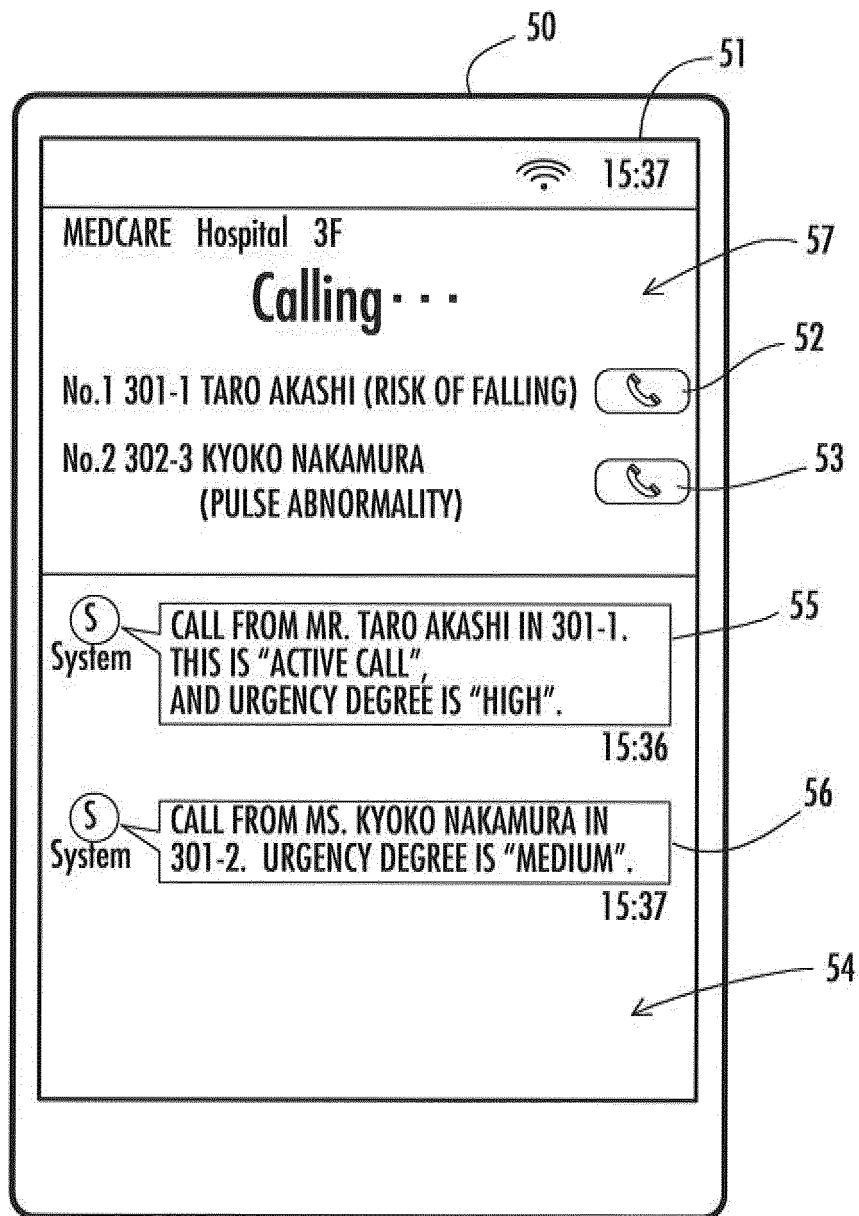 50
51
15:37
MEDCARE Hospital 3F
57
Calling···
52
No.1 301-1 TARO AKASHI (RISK OF FALLING)
No.2 302-3 KYOKO NAKAMURA
53
(PULSE ABNORMALITY)
S
System
CALL FROM MR. TARO AKASHI IN 301-1.
THIS IS “ACTIVE CALL”,
AND URGENCY DEGREE IS “HIGH”.
55
15:36
S
System
CALL FROM MS. KYOKO NAKAMURA IN
301-2. URGENCY DEGREE IS “MEDIUM”.
56
15:37
54